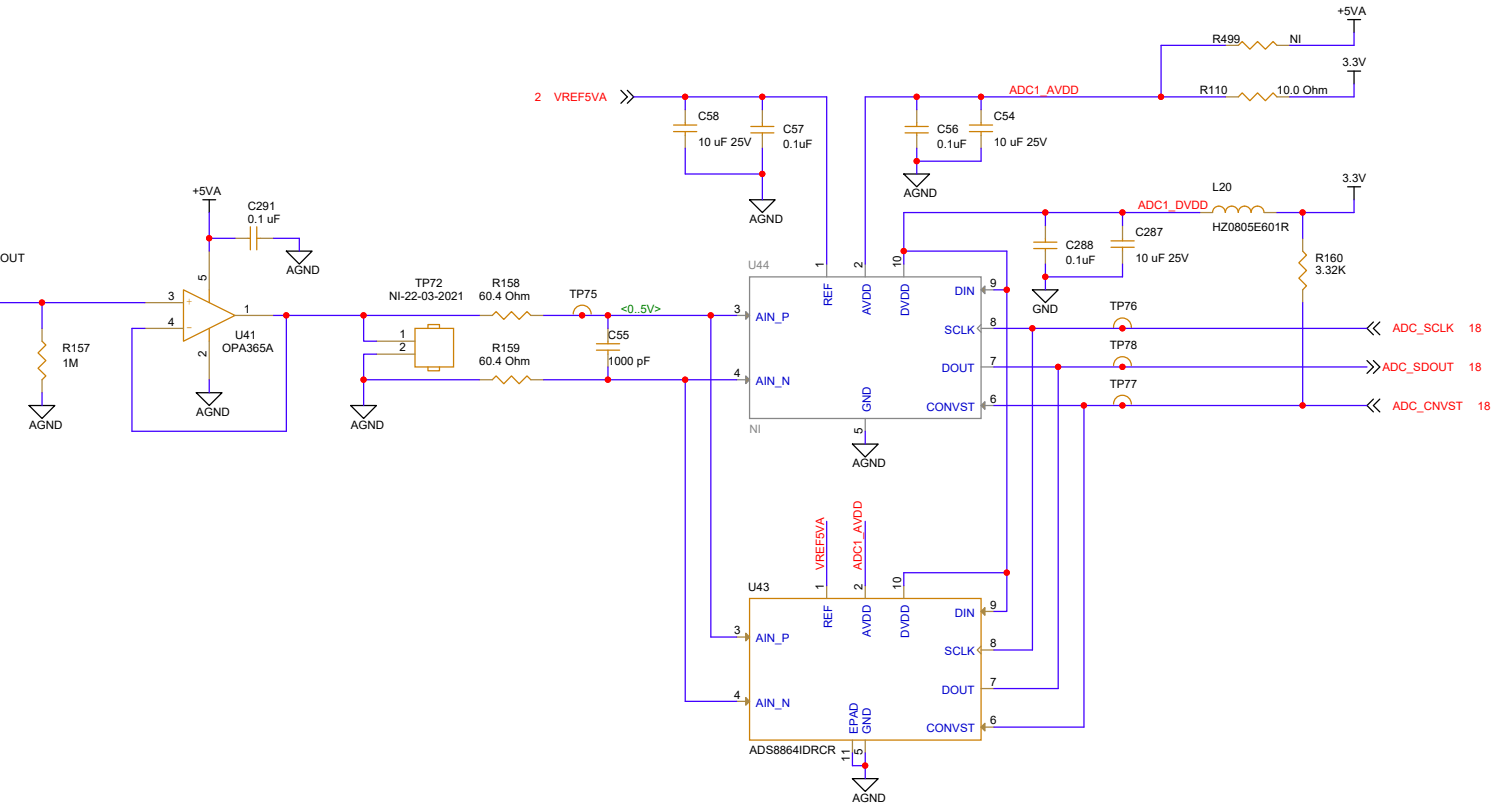 +5VA
R499 NI
3.3V
2 VREF5VA
ADC1_AVDD
R110 10.0 Ohm
C58
10 uF 25V
C57
0.1uF
C56
0.1uF
C54
10 uF 25V
AGND
AGND
3.3V
L20
ADC1_DVDD
HZ0805E601R
+5VA
C291
0.1 uF
AGND
C288
0.1uF
C287
10 uF 25V
R160
3.32K
GND
OUT
5
3
4
1
2
U41
OPA365A
AGND
R157
1M
AGND
TP72
NI-22-03-2021
1
2
AGND
R158
60.4 Ohm
TP75
<0..5V>
R159
60.4 Ohm
C55
1000 pF
U44
1
2
10
REF
AVDD
DVDD
DIN
9
3
AIN_P
SCLK
8
TP76
ADC_SCLK 18
DOUT
7
TP78
ADC_SDOUT 18
4
AIN_N
GND
CONVST
6
TP77
ADC_CNVST 18
NI
5
AGND
VREF5VA
ADC1_AVDD
U43
1
2
10
REF
AVDD
DVDD
DIN
9
3
AIN_P
SCLK
8
DOUT
7
4
AIN_N
EPAD
GND
CONVST
6
ADS8864IDRCR
11
5
AGND